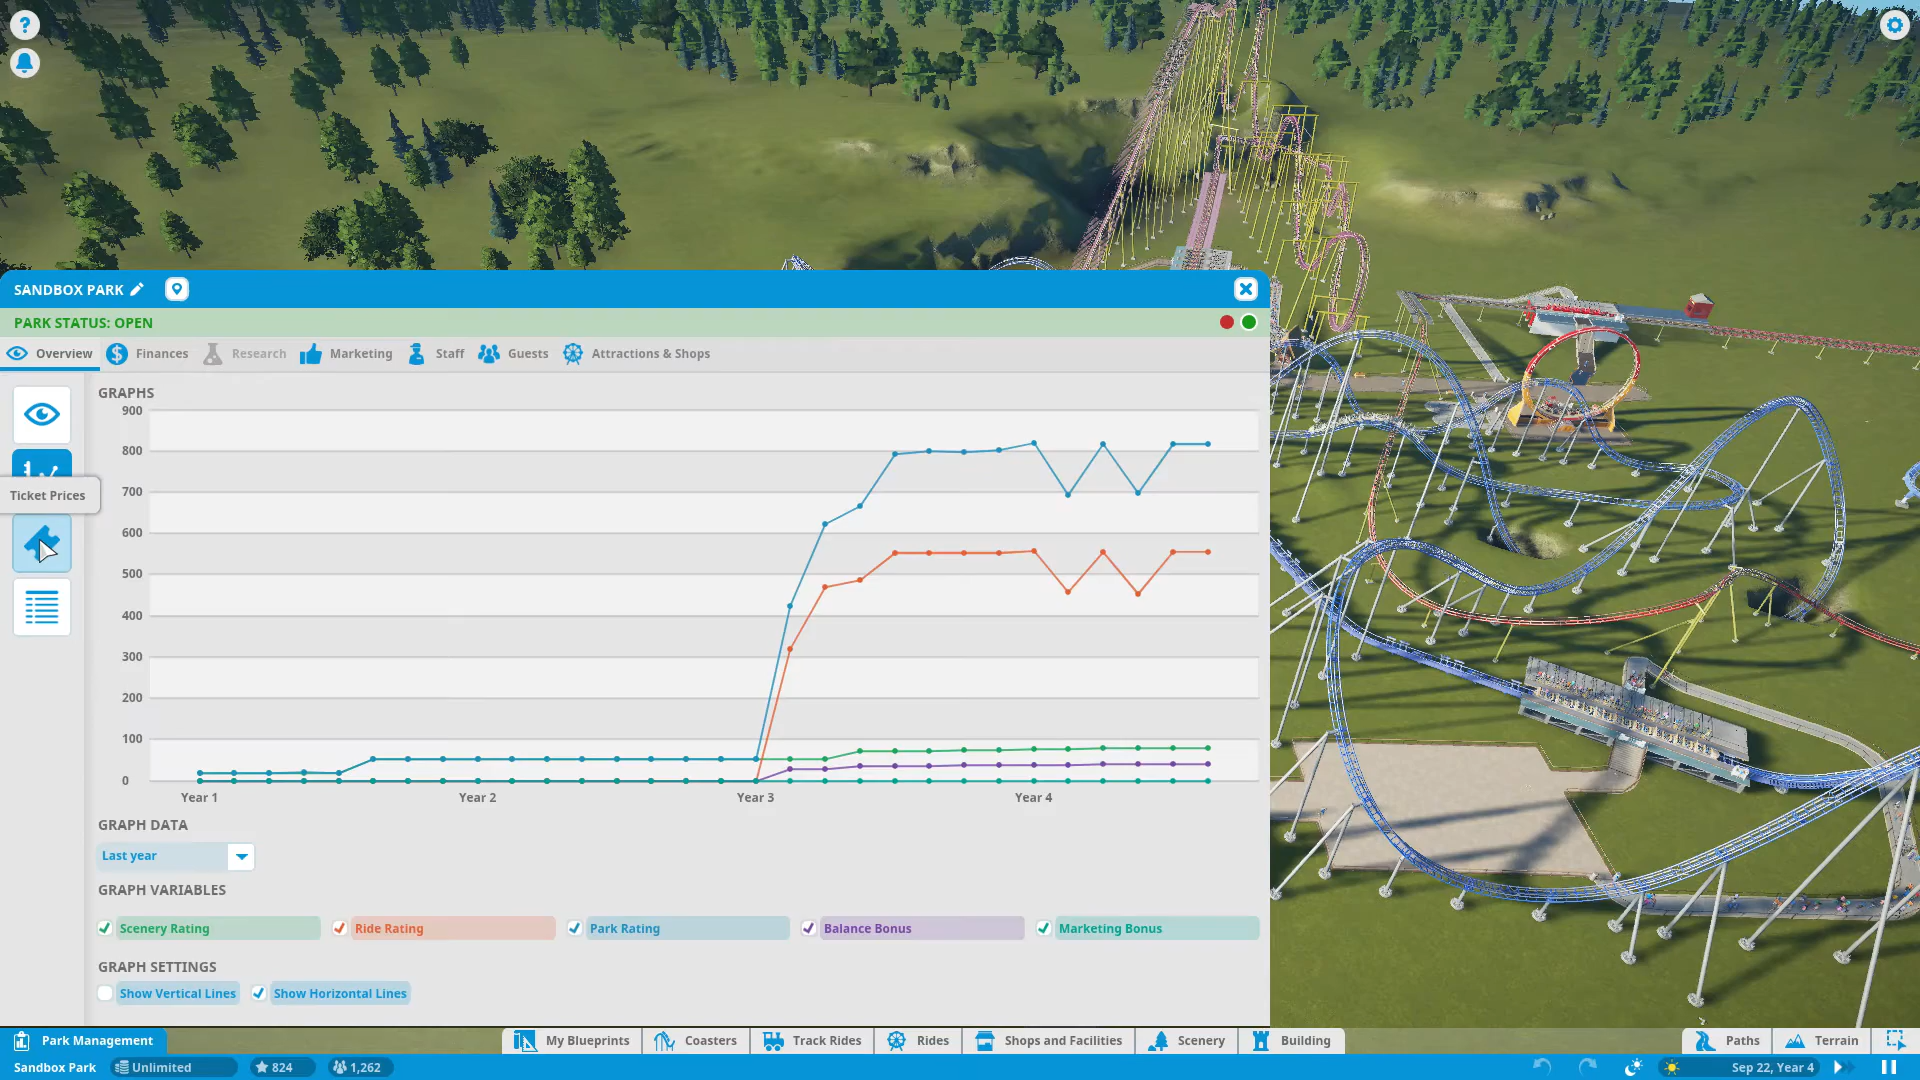 ?
SANDBOX PARK
PARK STATUS: OPEN
Overview
Finances
Research
Marketing
Staff
Guests
Attractions & Shops
Ticket Prices
GRAPHS
900
800
700
600
500
400
300
200
100
0
Year 1
Year 2
Year 3
Year 4
GRAPH DATA
Last year
GRAPH VARIABLES
Scenery Rating
Ride Rating
Park Rating
Balance Bonus
Marketing Bonus
GRAPH SETTINGS
Show Vertical Lines
Show Horizontal Lines
Park Management
My Blueprints
Coasters
Track Rides
Rides
Shops and Facilities
Scenery
Building
Paths
Terrain
Sandbox Park
Unlimited
824
1,262
Sep 22, Year 4